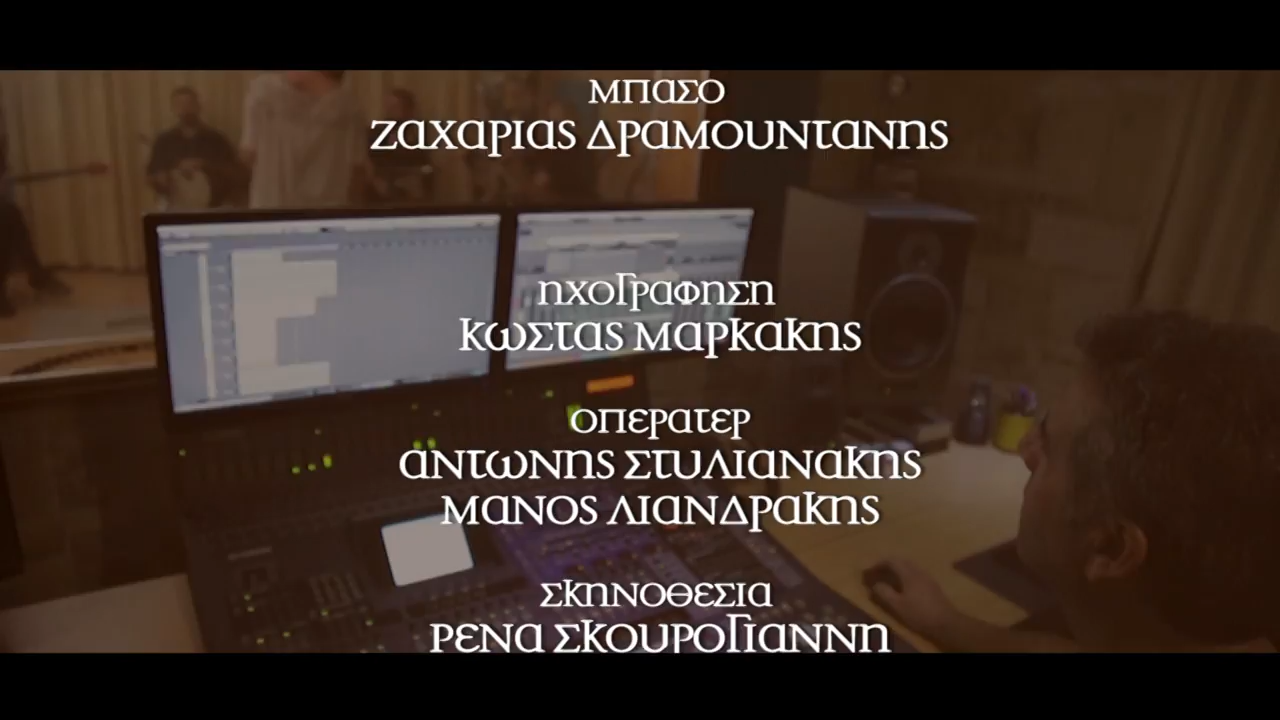 ΜΠΑΣΟ
ΖΑΧΑΡΙΑΣ ΔΡΑΜΟΥΝΤΑΝΗΣ
ΗΧΟΓΡΑΦΗΣΗ
ΚΩΣΤΑΣ ΜΑΡΚΑΚΗΣ
ΟΠΕΡΑΤΕΡ
ΑΝΤΩΝΗΣ ΣΤΥΛΙΑΝΑΚΗΣ
ΜΑΝΟΣ ΛΙΑΝΔΡΑΚΗΣ
ΣΚΗΝΟΘΕΣΙΑ
ΡΕΝΑ ΣΚΟΥΡΟΓΙΑΝΝΗ